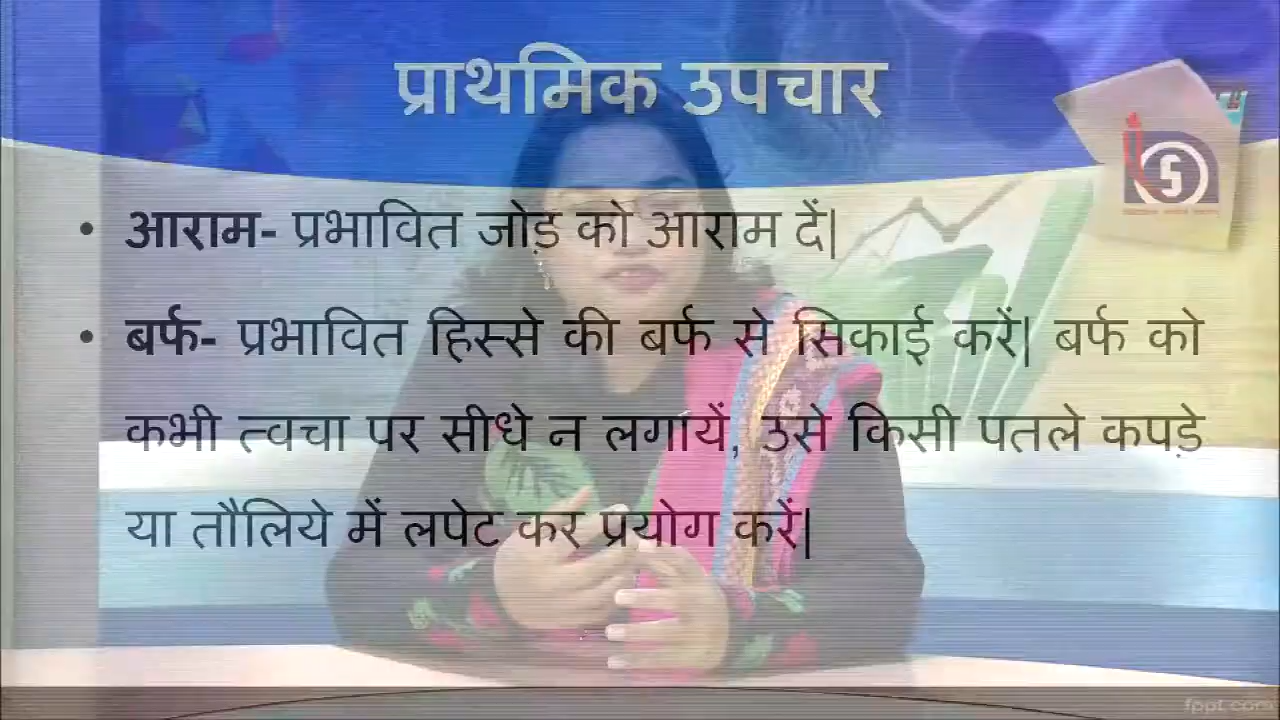 प्राथमिक उपचार
• आराम- प्रभावित जोड़ को आराम दें|
• बर्फ- प्रभावित हिस्से की बर्फ से सिकाई करें| बर्फ को
कभी त्वचा पर सीधे न लगायें, उसे किसी पतले कपड़े
या तौलिये में लपेट कर प्रयोग करें|
fppt.com